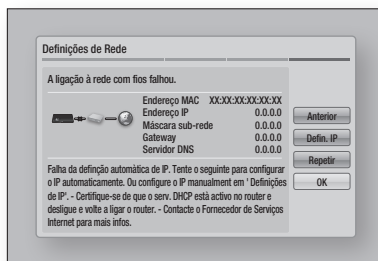 Definições de Rede
A ligação à rede com fios falhou.
Endereço MAC XX:XX:XX:XX:XX:XX
Endereço IP 0.0.0.0
Máscara sub-rede 0.0.0.0
Gateway 0.0.0.0
Servidor DNS 0.0.0.0
Falha da definção automàtica de IP. Tente o seguinte para configurar
o IP automaticamente. Ou configure o IP manualment em ' Definições
de IP'. - Certifique-se de que o serv. DHCP està activo no router e
desligue e volte a ligar o router. - Contacte o Fornecedor de Serviços
Internet para mais infos.
Anterior
Defin. IP
Repetir
OK